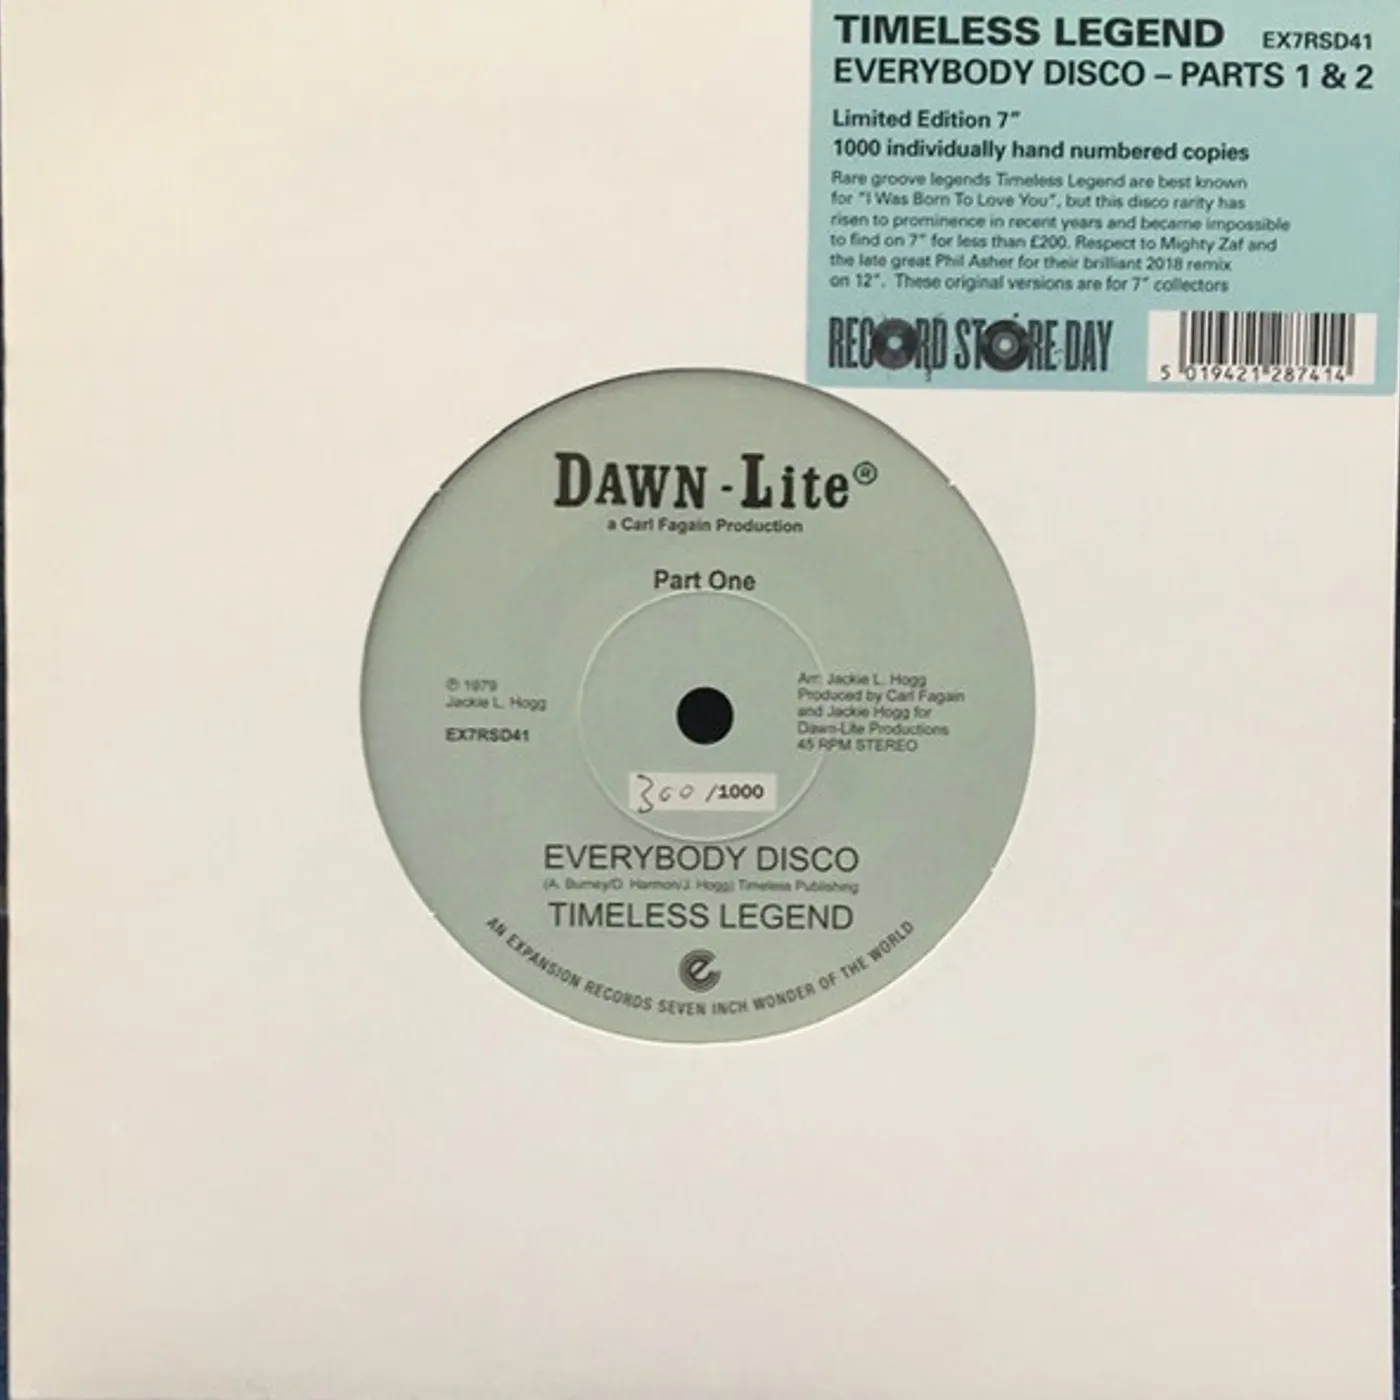 TIMELESS LEGEND EX7RSD41
EVERYBODY DISCO – PARTS 1 & 2
Limited Edition 7"
1000 individually hand numbered copies
Rare groove legends Timeless Legend are best known
for "I Was Born To Love You", but this disco rarity has
risen to prominence in recent years and became impossible
to find on 7" for less than £200. Respect to Mighty Zaf and
the late great Phil Asher for their brilliant 2018 remix
on 12". These original versions are for 7" collectors
RECORD STORE DAY
5 019421 287414
DAWN-Lite®
a Carl Fagain Production
Part One
℗ 1979
Jackie L. Hogg
EX7RSD41
Arr: Jackie L. Hogg
Produced by Carl Fagain
and Jackie Hogg for
Dawn-Lite Productions
45 RPM STEREO
300 /1000
EVERYBODY DISCO
(A. Burney/D. Harmon/J. Hogg) Timeless Publishing
TIMELESS LEGEND
e
AN EXPANSION RECORDS SEVEN INCH WONDER OF THE WORLD